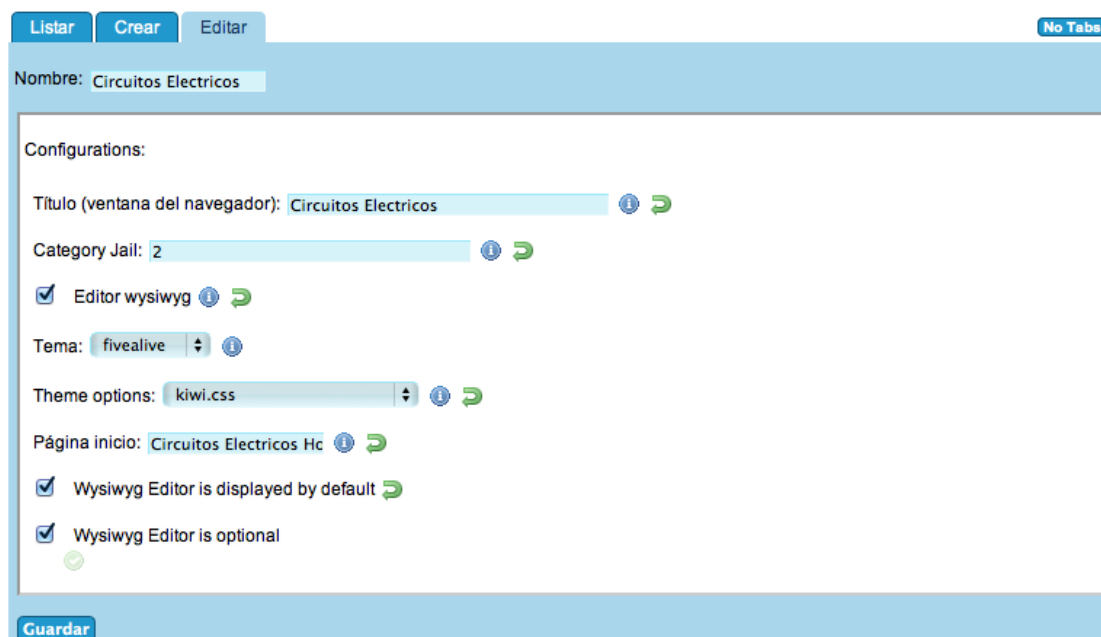 Listar Crear Editar No Tabs
Nombre: Circuitos Electricos
Configurations:
Título (ventana del navegador): Circuitos Electricos
Category Jail: 2
Editor wysiwyg
Tema: fivealive
Theme options: kiwi.css
Página inicio: Circuitos Electricos Hc
Wysiwyg Editor is displayed by default
Wysiwyg Editor is optional
Guardar